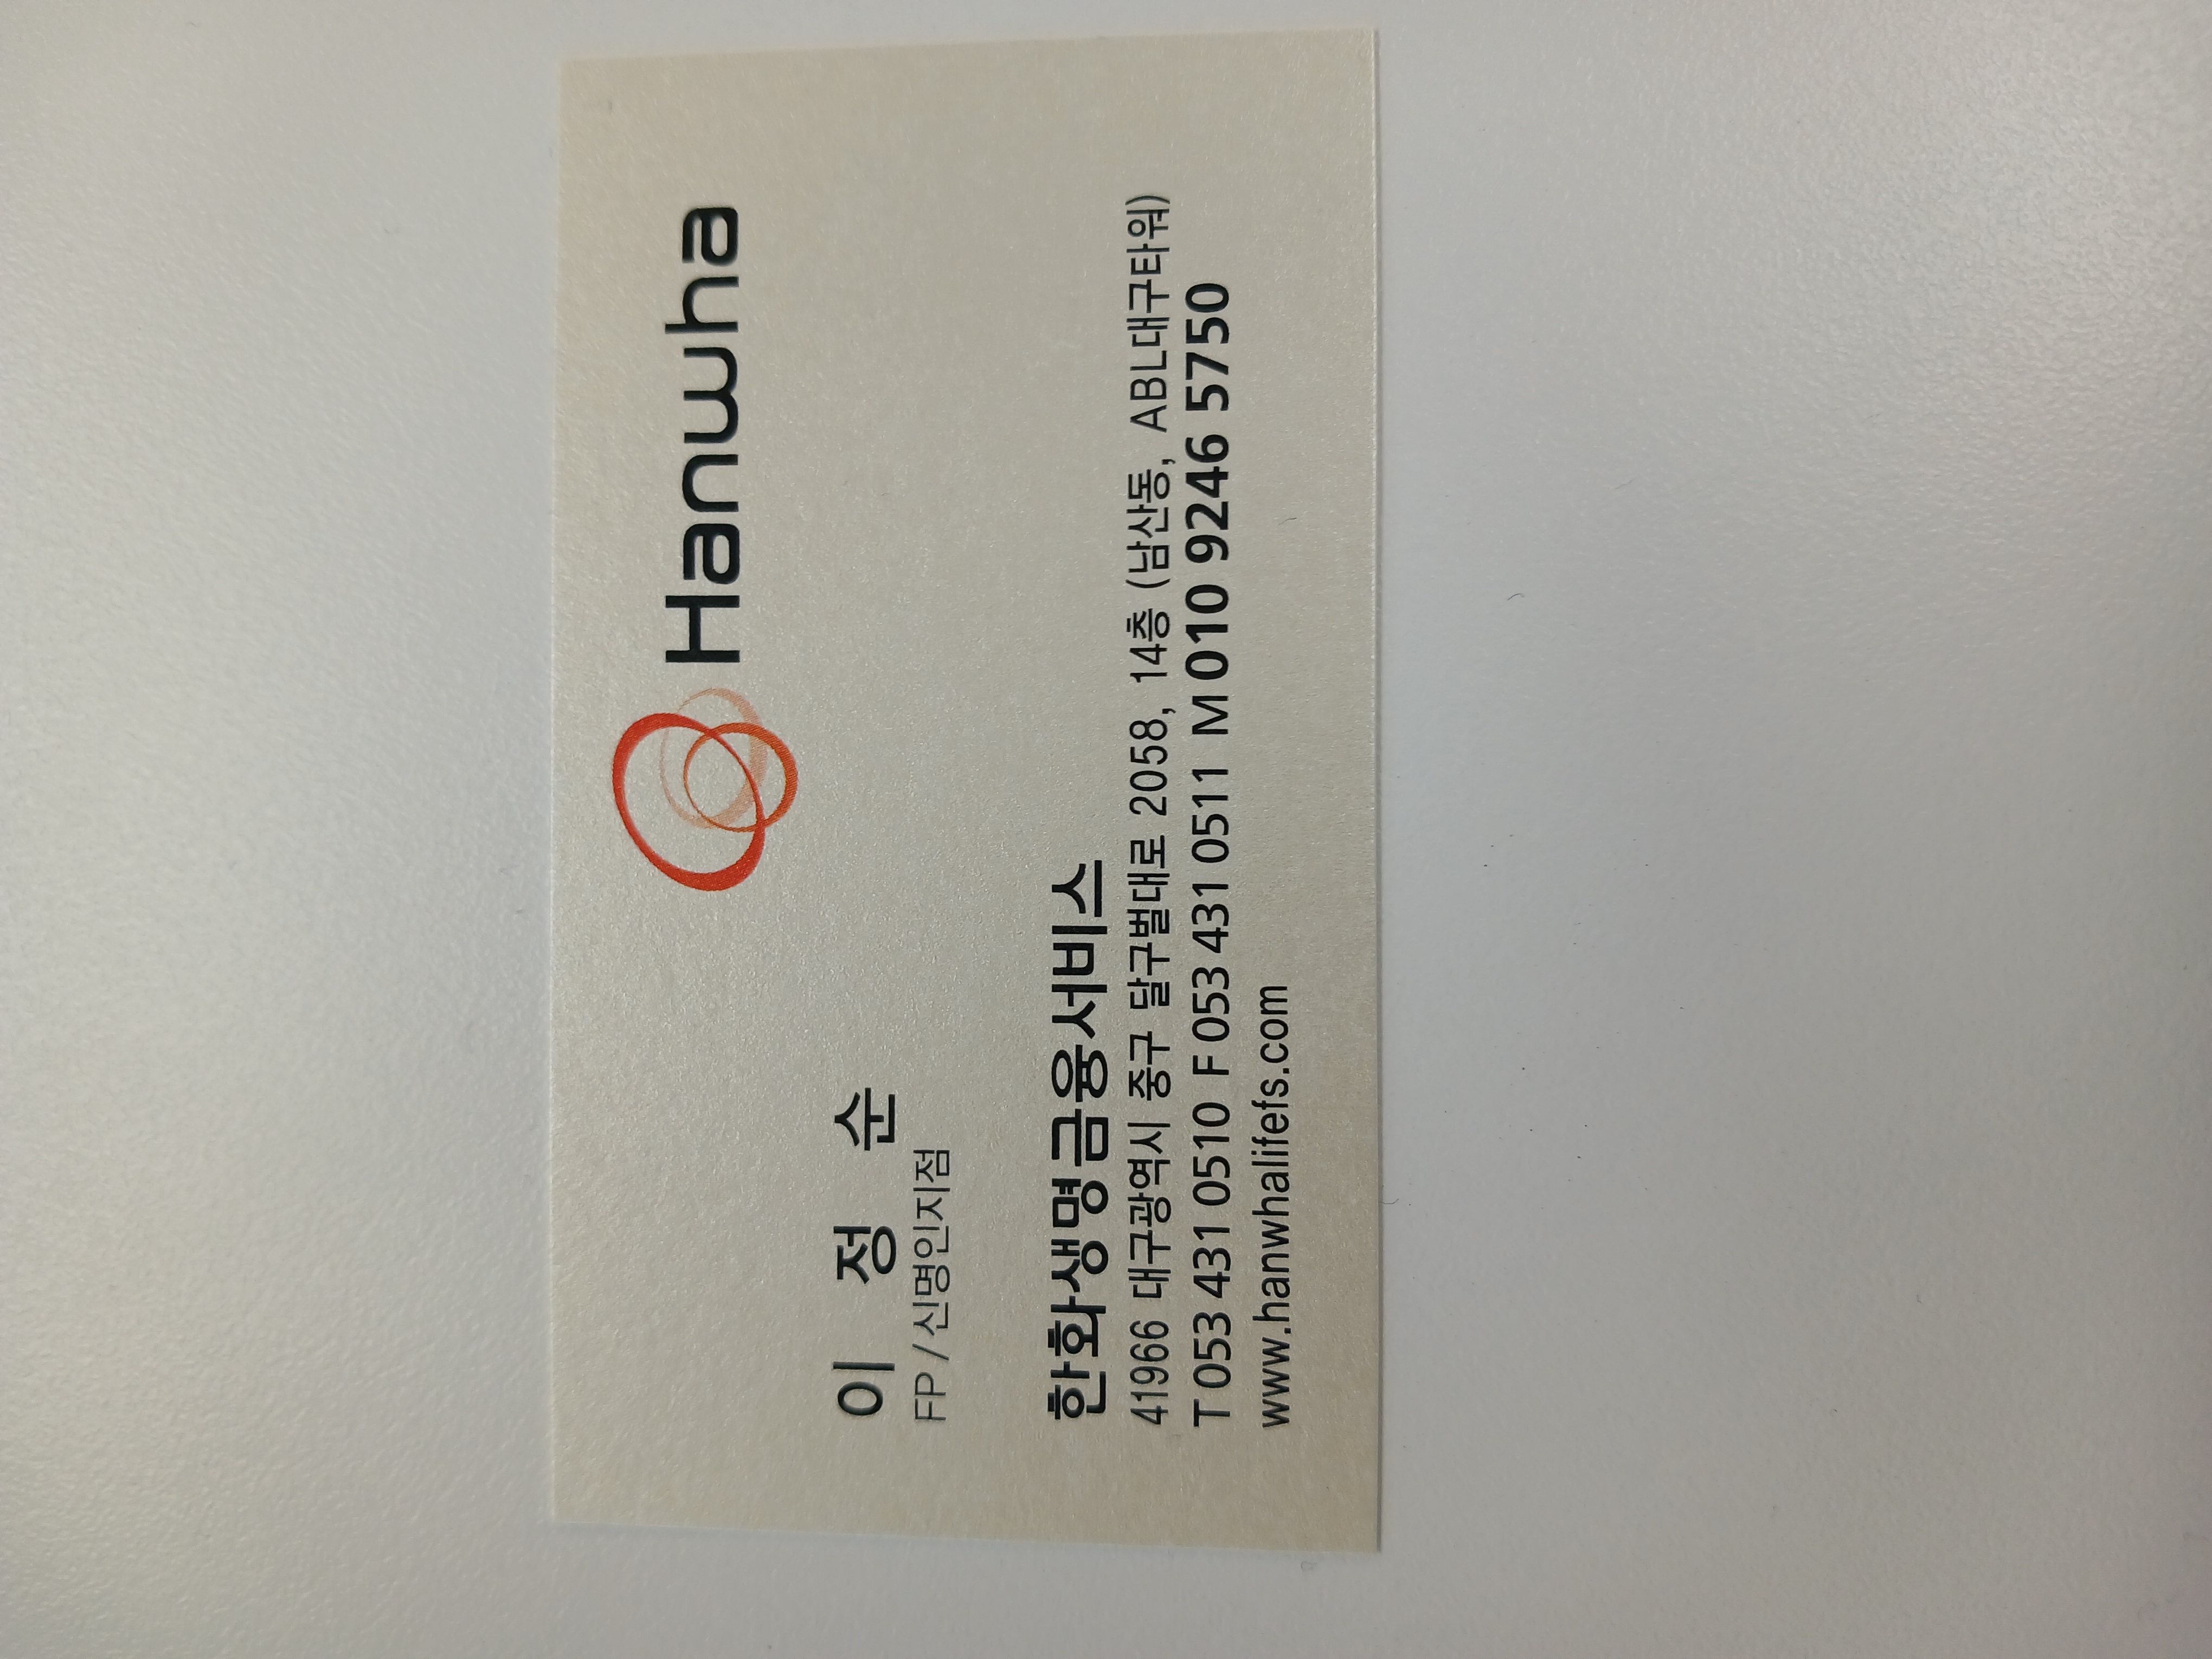 Hanwha
이 정 순
FP / 신명인지점
한화생명금융서비스
41966 대구광역시 중구 달구벌대로 2058, 14층 (남산동, ABL대구타워)
T 053 431 0510 F 053 431 0511 M 010 9246 5750
www.hanwhalifefs.com